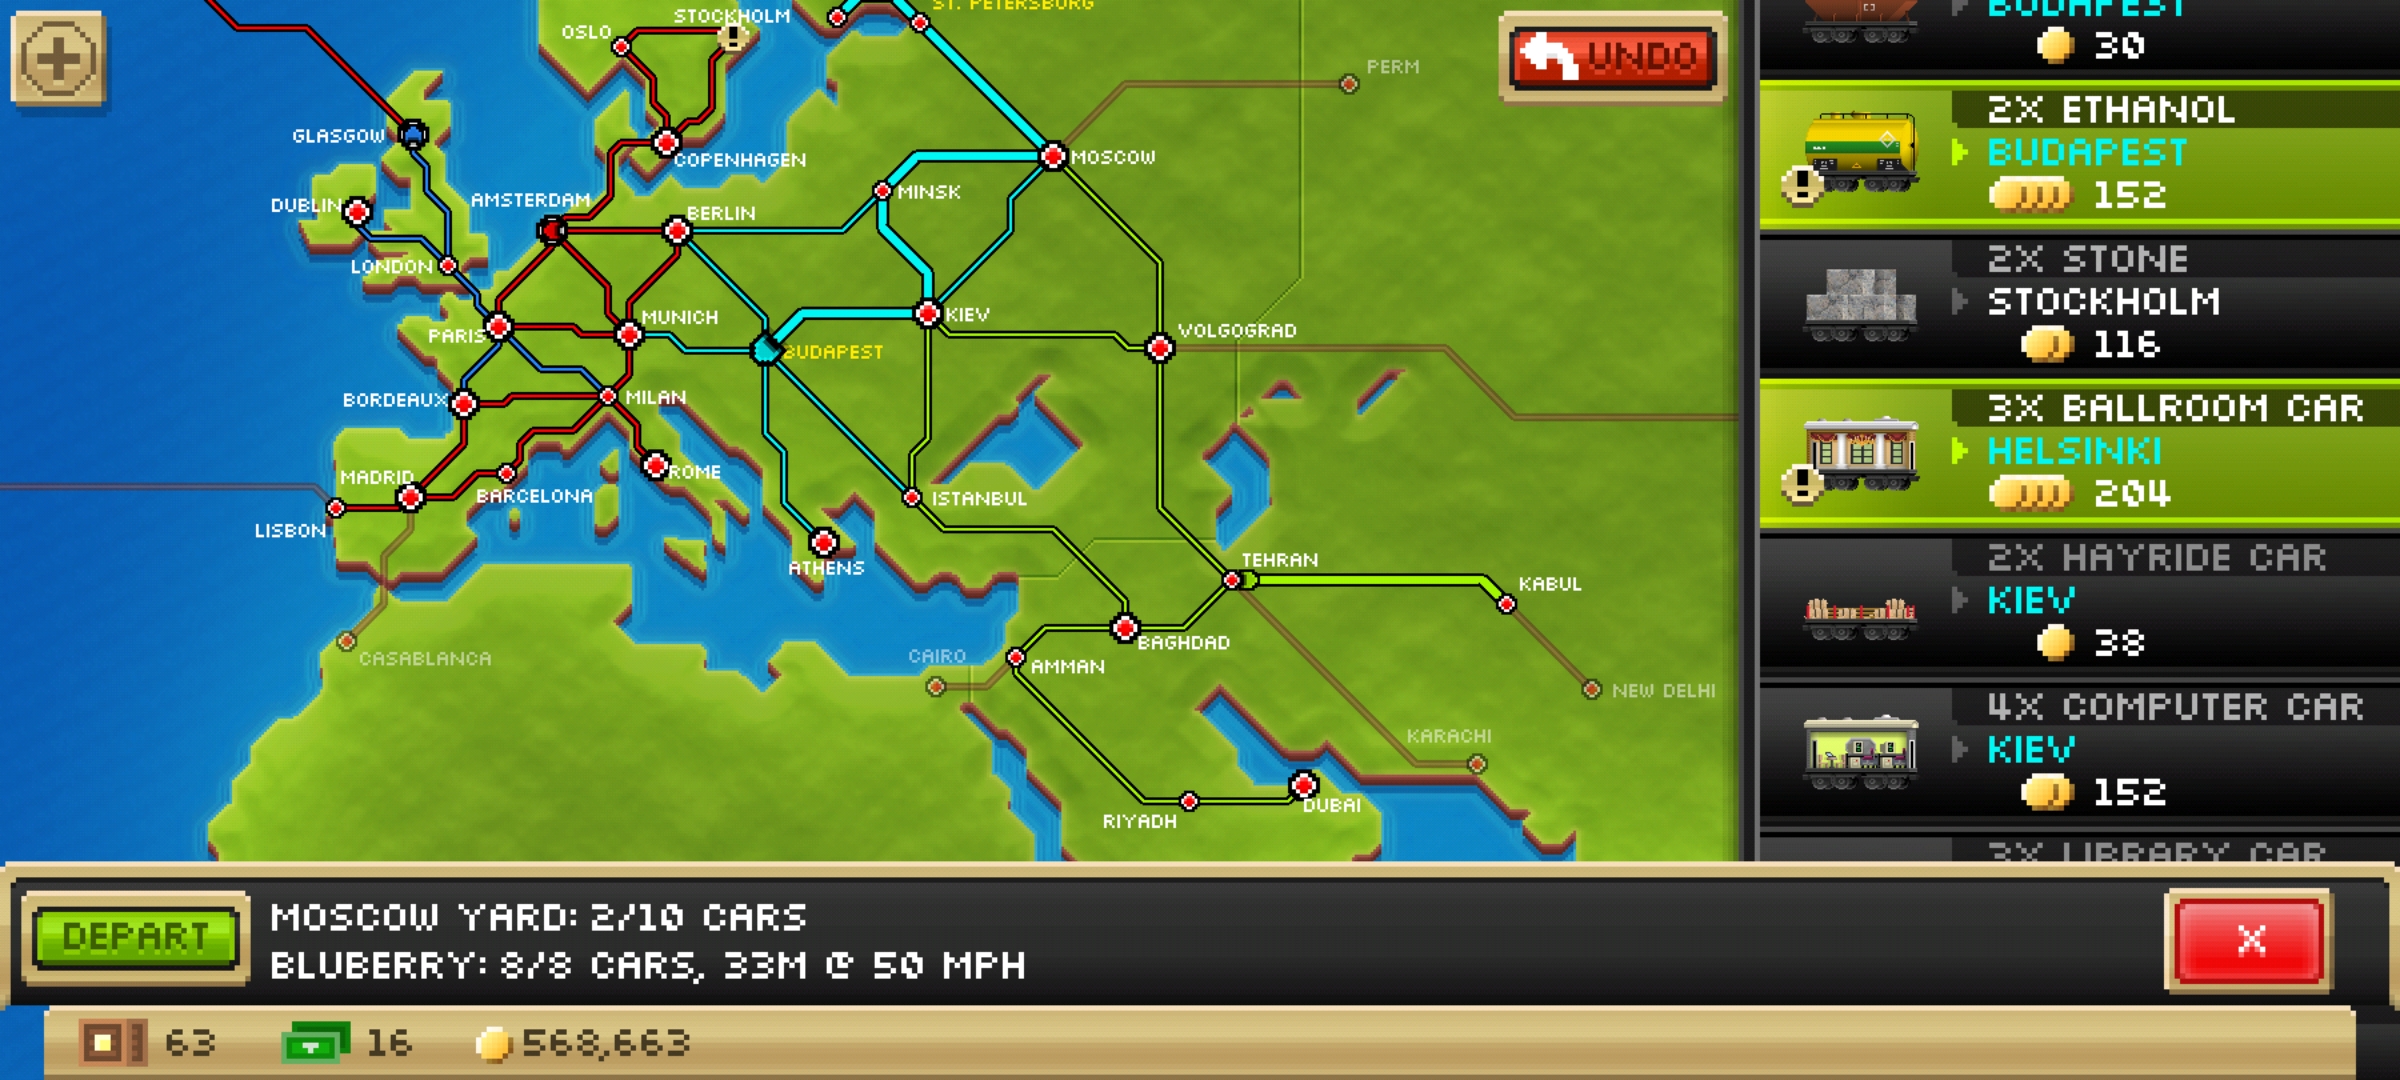 ST. PETERSBURG
STOCKHOLM
OSLO
UNDO
PERM
GLASGOW
COPENHAGEN
MOSCOW
MINSK
DUBLIN
AMSTERDAM
BERLIN
LONDON
MUNICH
KIEV
VOLGOGRAD
PARIS
BUDAPEST
BORDEAUX
MILAN
MADRID
ROME
BARCELONA
ISTANBUL
LISBON
ATHENS
TEHRAN
KABUL
CASABLANCA
CAIRO
BAGHDAD
AMMAN
NEW DELHI
KARACHI
RIYADH
DUBAI
BUDAPEST
30
2X ETHANOL
BUDAPEST
152
2X STONE
STOCKHOLM
116
3X BALLROOM CAR
HELSINKI
204
2X HAYRIDE CAR
KIEV
38
4X COMPUTER CAR
KIEV
152
3X LIBRARY CAR
DEPART
MOSCOW YARD: 2/10 CARS
BLUBERRY: 8/8 CARS, 33M @ 50 MPH
X
63
16
568,663